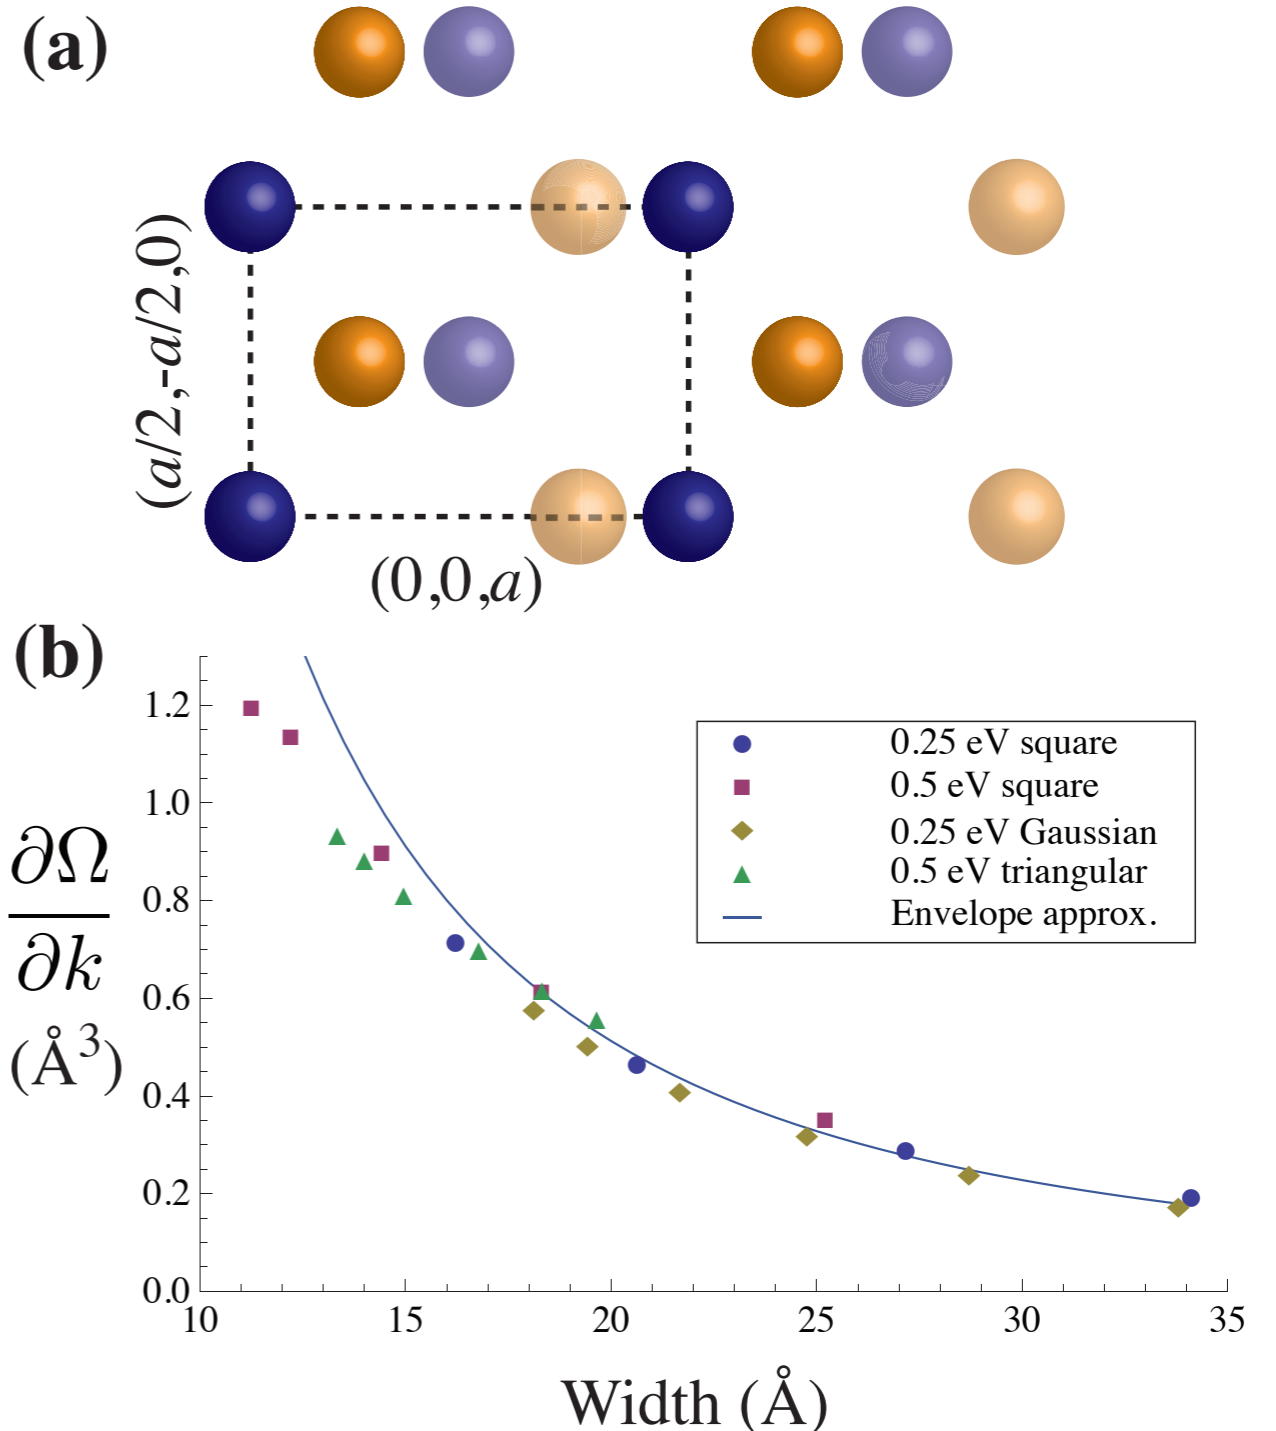 (a)
(a/2,-a/2,0)
(0,0,a)
(b)
1.2
1.0
0.8
0.6
0.4
0.2
0.0
∂Ω
∂k
(Å³)
0.25 eV square
0.5 eV square
0.25 eV Gaussian
0.5 eV triangular
Envelope approx.
10 15 20 25 30 35
Width (Å)